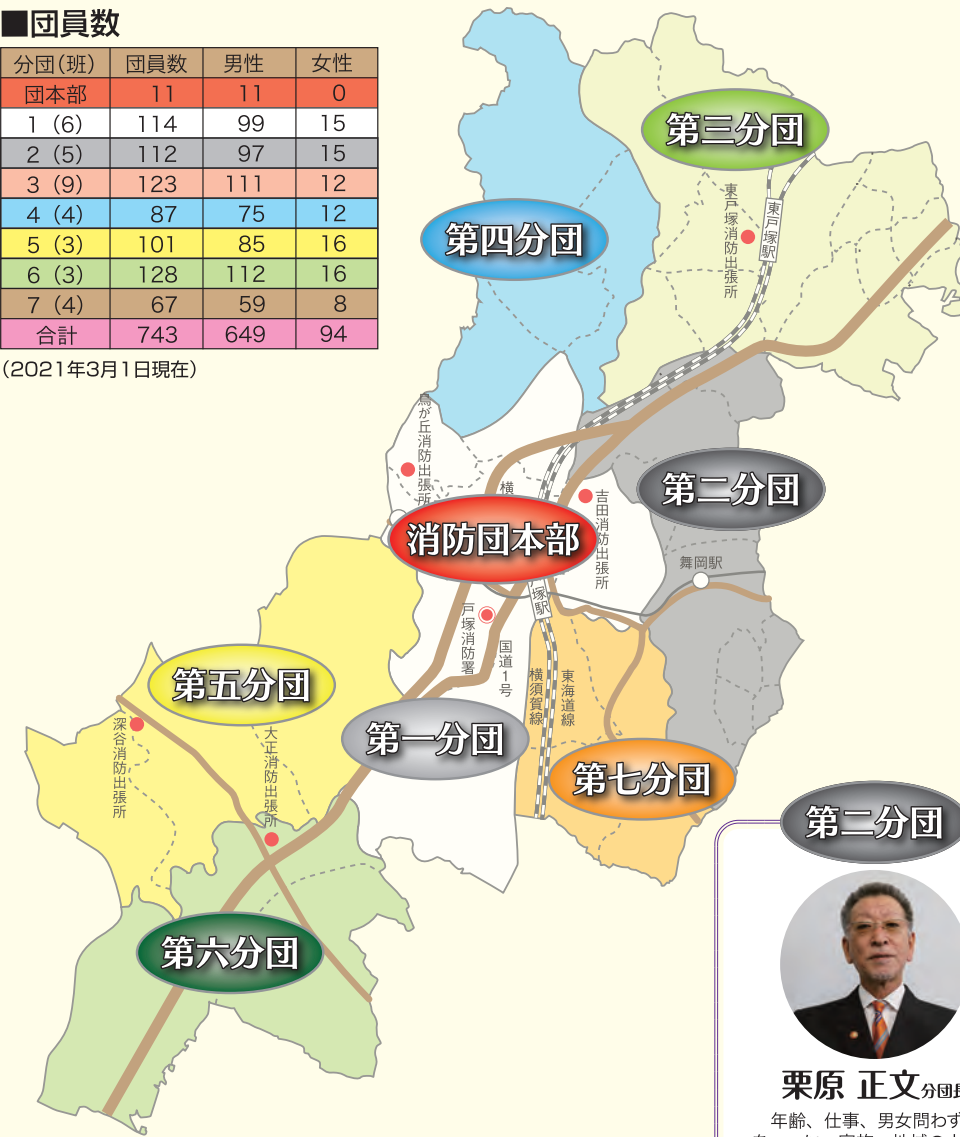 ■団員数
分団(班) 団員数 男性 女性
団本部 11 11 0
1(6) 114 99 15
2(5) 112 97 15
3(9) 123 111 12
4(4) 87 75 12
5(3) 101 85 16
6(3) 128 112 16
7(4) 67 59 8
合計 743 649 94
(2021年3月1日現在)
第三分団
東戸塚消防出張所
東戸塚駅
第四分団
鳥が丘消防出張所
第二分団
横
吉田消防出張所
消防団本部
舞岡駅
塚駅
戸塚消防署
国道1号
横須賀線
東海道線
第五分団
深谷消防出張所
大正消防出張所
第一分団
第七分団
第六分団
第二分団
栗原 正文分団長
年齢、仕事、男女問わず